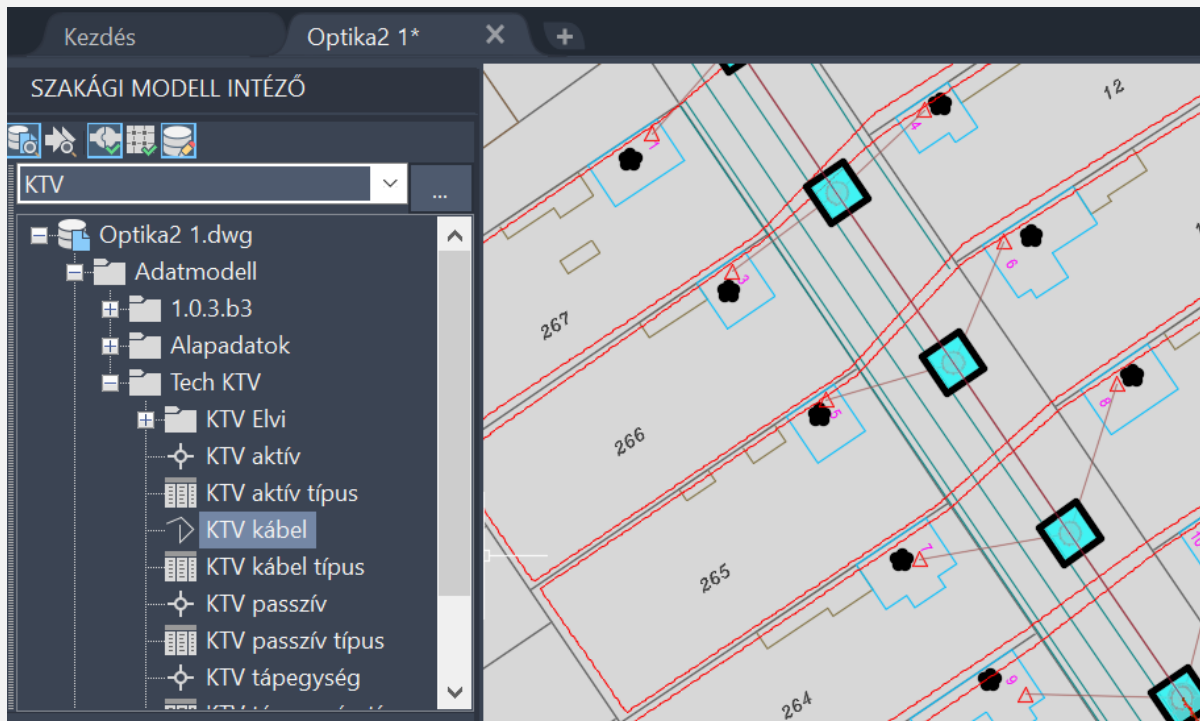 Kezdés
Optika2 1*
SZAKÁGI MODELL INTÉZŐ
KTV
...
Optika2 1.dwg
Adatmodell
1.0.3.b3
Alapadatok
Tech KTV
KTV Elvi
KTV aktív
KTV aktív típus
KTV kábel
KTV kábel típus
KTV passzív
KTV passzív típus
KTV tápegység
12
1
4
3
6
267
5
8
266
7
10
265
9
264